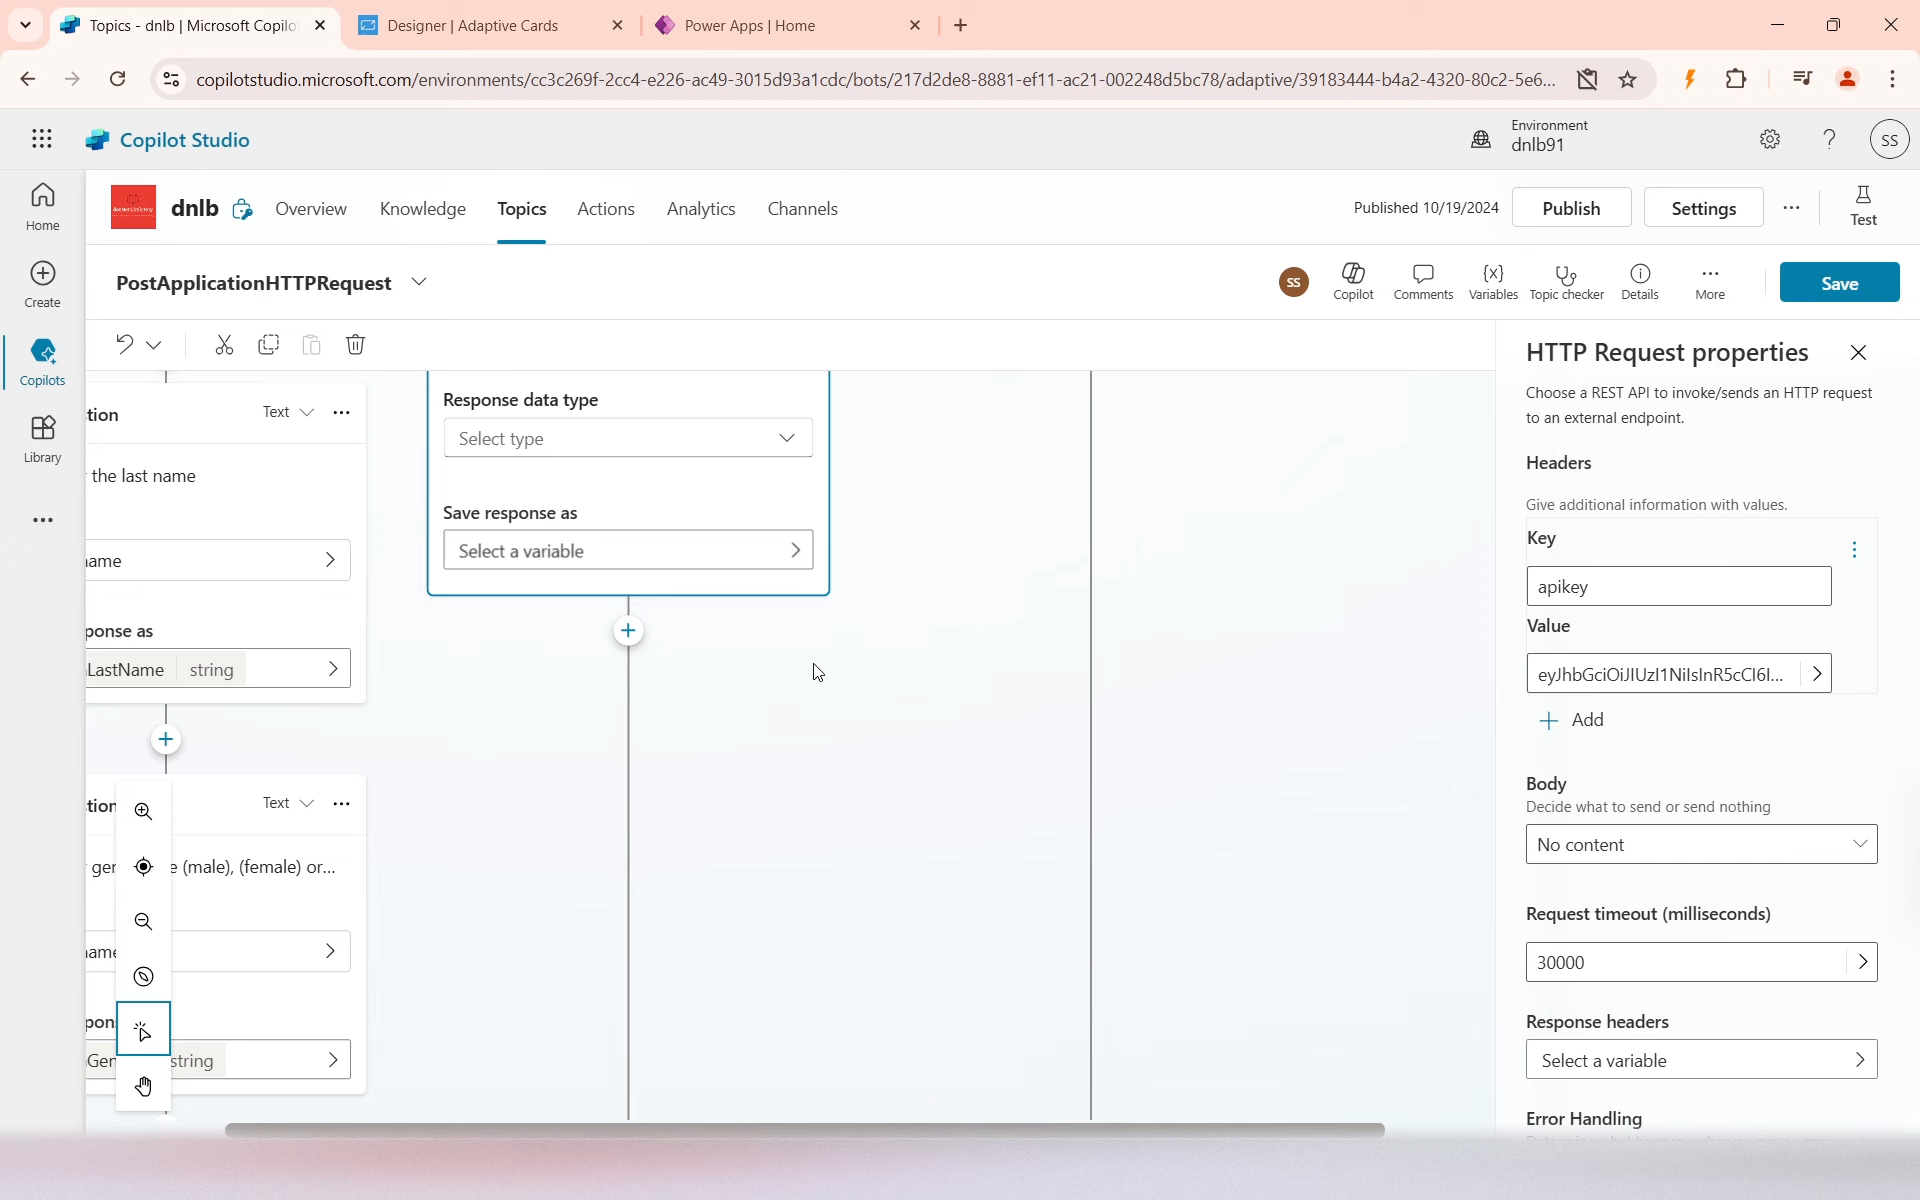 Topics - dnlb | Microsoft Copilo
Designer | Adaptive Cards
Power Apps | Home
copilotstudio.microsoft.com/environments/cc3c269f-2cc4-e226-ac49-3015d93a1cdc/bots/217d2de8-8881-ef11-ac21-002248d5bc78/adaptive/39183444-b4a2-4320-80c2-5e6...
Copilot Studio
Environment
dnlb91
SS
Home
Create
Copilots
Library
dnlb
Overview
Knowledge
Topics
Actions
Analytics
Channels
Published 10/19/2024
Publish
Settings
Test
PostApplicationHTTPRequest
SS
Copilot
Comments
Variables
Topic checker
Details
More
Save
tion
Text
the last name
ame
ponse as
LastName
string
tion
Text
ger
e (male), (female) or...
ame
pon
Ger
string
Response data type
Select type
Save response as
Select a variable
HTTP Request properties
Choose a REST API to invoke/sends an HTTP request
to an external endpoint.
Headers
Give additional information with values.
Key
apikey
Value
eyJhbGciOiJIUzI1NiIsInR5cCI6I...
Add
Body
Decide what to send or send nothing
No content
Request timeout (milliseconds)
30000
Response headers
Select a variable
Error Handling